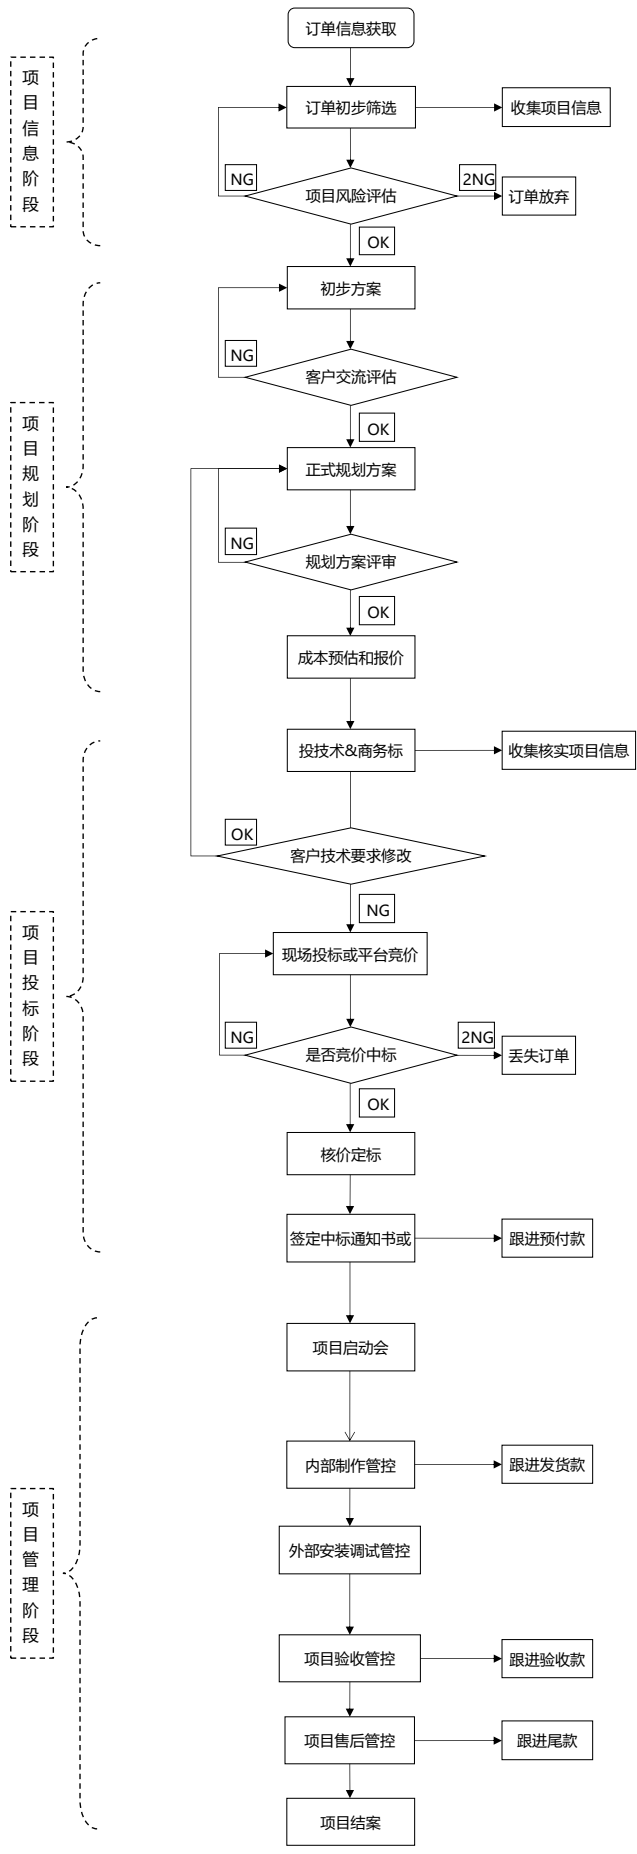 订单信息获取
项目信息阶段
订单初步筛选
收集项目信息
NG
2NG
项目风险评估
订单放弃
OK
初步方案
NG
客户交流评估
OK
项目规划阶段
正式规划方案
NG
规划方案评审
OK
成本预估和报价
投技术&商务标
收集核实项目信息
OK
客户技术要求修改
NG
项目投标阶段
现场投标或平台竞价
NG
2NG
是否竞价中标
丢失订单
OK
核价定标
签定中标通知书或
跟进预付款
项目启动会
内部制作管控
跟进发货款
项目管理阶段
外部安装调试管控
项目验收管控
跟进验收款
项目售后管控
跟进尾款
项目结案